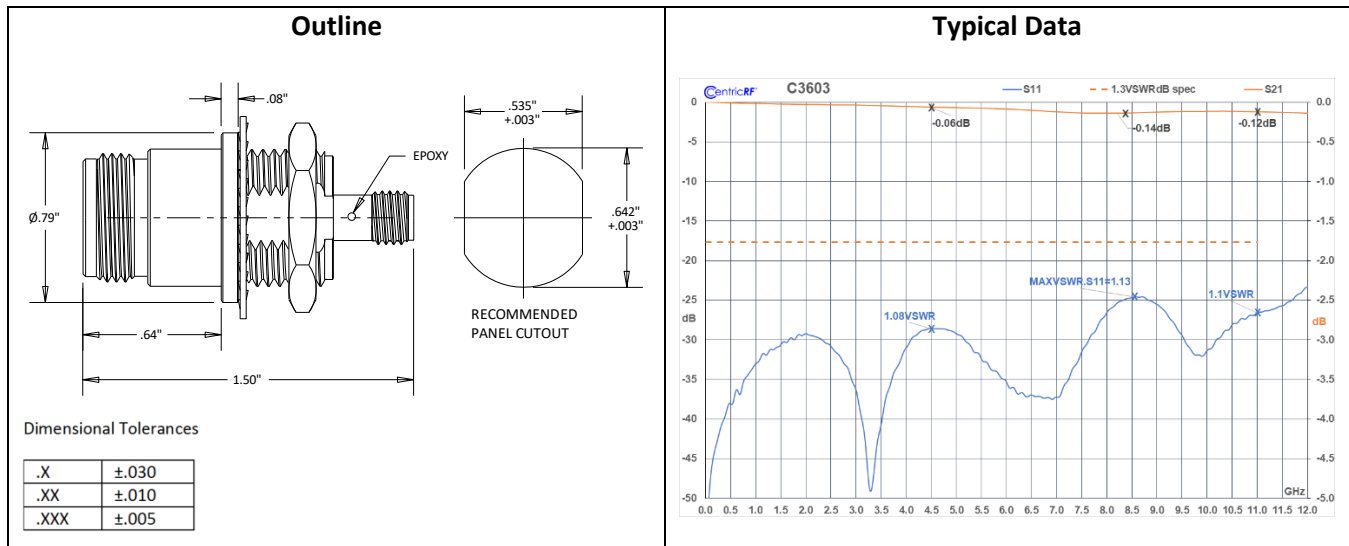 Outline
.08"
EPOXY
Ø.79"
.64"
1.50"
.535"
+.003"
.642"
+.003"
RECOMMENDED
PANEL CUTOUT
Dimensional Tolerances
.X ±.030
.XX ±.010
.XXX ±.005
Typical Data
CentricRF C3603 S11 1.3VSWR dB spec S21
0
-5
-10
-15
-20
-25
-30
-35
-40
-45
-50
dB
0.0
-0.5
-1.0
-1.5
-2.0
-2.5
-3.0
-3.5
-4.0
-4.5
-5.0
dB
-0.06dB
-0.14dB
-0.12dB
1.08VSWR
MAXVSWR.S11=1.13
1.1VSWR
GHz
0.0 0.5 1.0 1.5 2.0 2.5 3.0 3.5 4.0 4.5 5.0 5.5 6.0 6.5 7.0 7.5 8.0 8.5 9.0 9.5 10.0 10.5 11.0 11.5 12.0